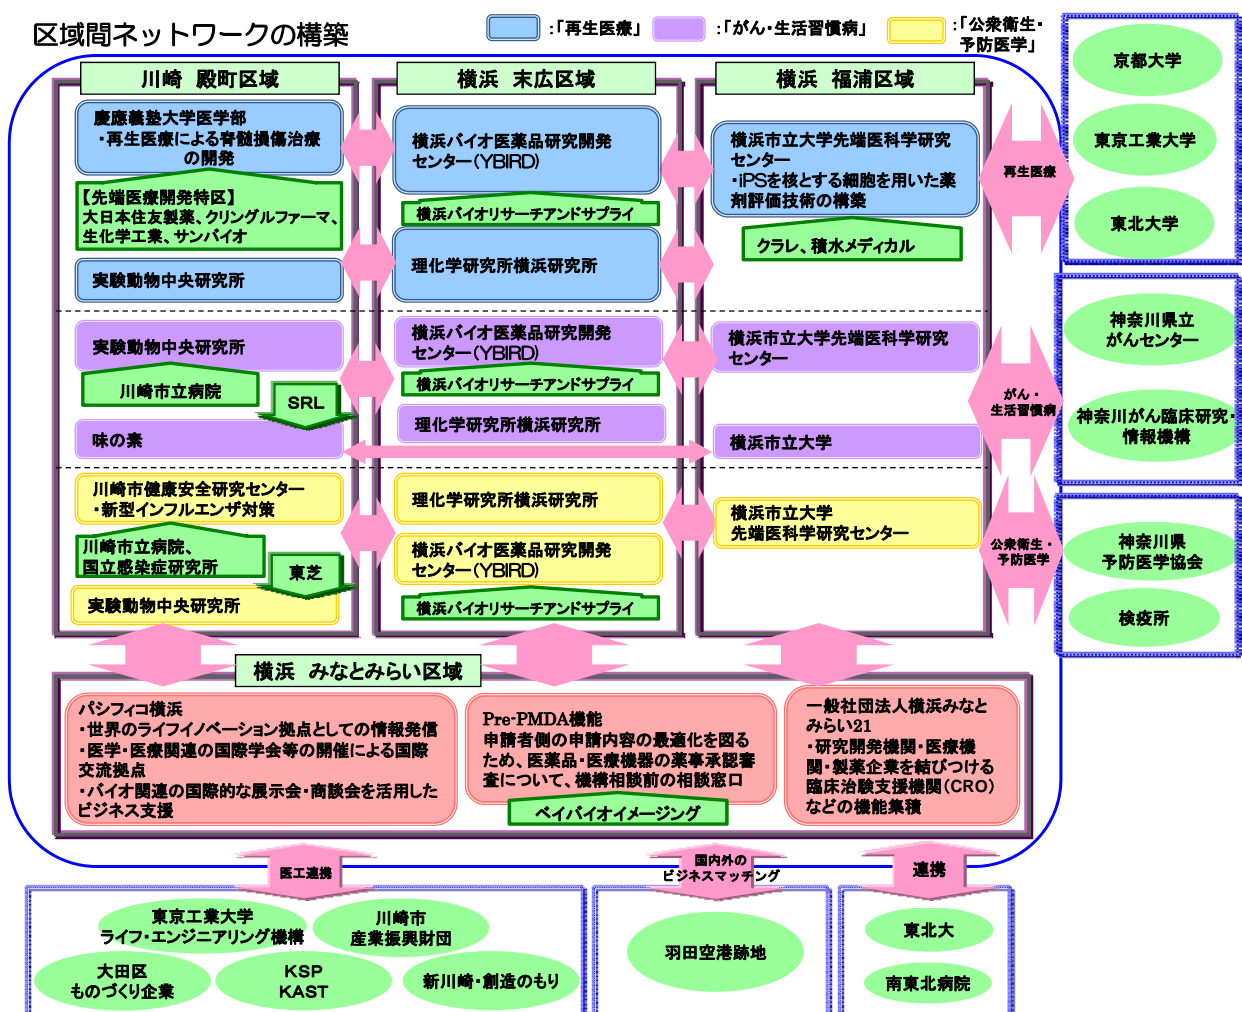 区域間ネットワークの構築
:「再生医療」
:「がん・生活習慣病」
:「公衆衛生・
予防医学」
川崎 殿町区域
慶應義塾大学医学部
・再生医療による脊髄損傷治療
の開発
【先端医療開発特区】
大日本住友製薬、クリングルファーマ、
生化学工業、サンバイオ
実験動物中央研究所
実験動物中央研究所
川崎市立病院
SRL
味の素
川崎市健康安全研究センター
・新型インフルエンザ対策
川崎市立病院、
国立感染症研究所
東芝
実験動物中央研究所
横浜 末広区域
横浜バイオ医薬品研究開発
センター(YBIRD)
横浜バイオリサーチアンドサプライ
理化学研究所横浜研究所
横浜バイオ医薬品研究開発
センター(YBIRD)
横浜バイオリサーチアンドサプライ
理化学研究所横浜研究所
理化学研究所横浜研究所
横浜バイオ医薬品研究開発
センター(YBIRD)
横浜バイオリサーチアンドサプライ
横浜 福浦区域
横浜市立大学先端医科学研究
センター
・iPSを核とする細胞を用いた薬
剤評価技術の構築
クラレ、積水メディカル
横浜市立大学先端医科学研究
センター
横浜市立大学
横浜市立大学
先端医科学研究センター
再生医療
がん・
生活習慣病
公衆衛生・
予防医学
京都大学
東京工業大学
東北大学
神奈川県立
がんセンター
神奈川がん臨床研究・
情報機構
神奈川県
予防医学協会
検疫所
横浜 みなとみらい区域
パシフィコ横浜
・世界のライフイノベーション拠点としての情報発信
・医学・医療関連の国際学会等の開催による国際
交流拠点
・バイオ関連の国際的な展示会・商談会を活用した
ビジネス支援
Pre-PMDA機能
申請者側の申請内容の最適化を図る
ため、医薬品・医療機器の薬事承認審
査について、機構相談前の相談窓口
ベイバイオイメージング
一般社団法人横浜みなと
みらい21
・研究開発機関・医療機
関・製薬企業を結びつける
臨床治験支援機関(CRO)
などの機能集積
医工連携
国内外の
ビジネスマッチング
連携
東京工業大学
ライフ・エンジニアリング機構
川崎市
産業振興財団
大田区
ものづくり企業
KSP
KAST
新川崎・創造のもり
羽田空港跡地
東北大
南東北病院